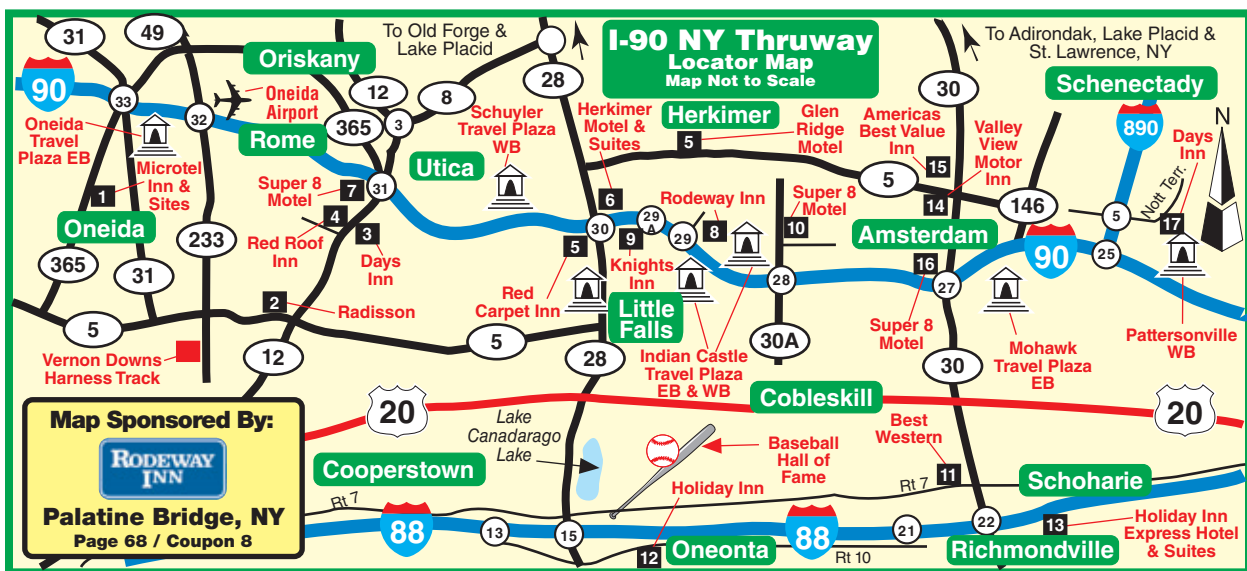 I-90 NY Thruway
Locator Map
Map Not to Scale
31
49
To Old Forge &
Lake Placid
To Adirondak, Lake Placid &
St. Lawrence, NY
Oriskany
28
30
Schenectady
90
33
32
Oneida
Airport
12
8
Schuyler
Travel Plaza
WB
Herkimer
Motel &
Suites
Herkimer
5
Glen
Ridge
Motel
Americas
Best Value
Inn
15
Valley
View
Motor
Inn
890
Days
Inn
N
Oneida
Travel
Plaza EB
Rome
365
3
Utica
Microtel
Inn &
Sites
1
Super 8
Motel
7
31
5
14
146
Nott Terr.
5
17
Oneida
4
Red Roof
Inn
3
Days
Inn
6
30
29
A
29
Rodeway Inn
8
Super 8
Motel
10
Amsterdam
90
25
233
365
31
5
9
Knights
Inn
28
16
27
2
Radisson
Red
Carpet Inn
Little
Falls
5
5
12
28
30A
30
Super 8
Motel
Mohawk
Travel Plaza
EB
Pattersonville
WB
Vernon Downs
Harness Track
Indian Castle
Travel Plaza
EB & WB
20
Cobleskill
20
Map Sponsored By:
RODEWAY
INN
Palatine Bridge, NY
Page 68 / Coupon 8
Lake
Canadarago
Lake
Baseball
Hall of
Fame
Best
Western
11
Cooperstown
Holiday Inn
Rt 7
Schoharie
Rt 7
88
13
15
12
Oneonta
88
21
22
Rt 10
Richmondville
13
Holiday Inn
Express Hotel
& Suites